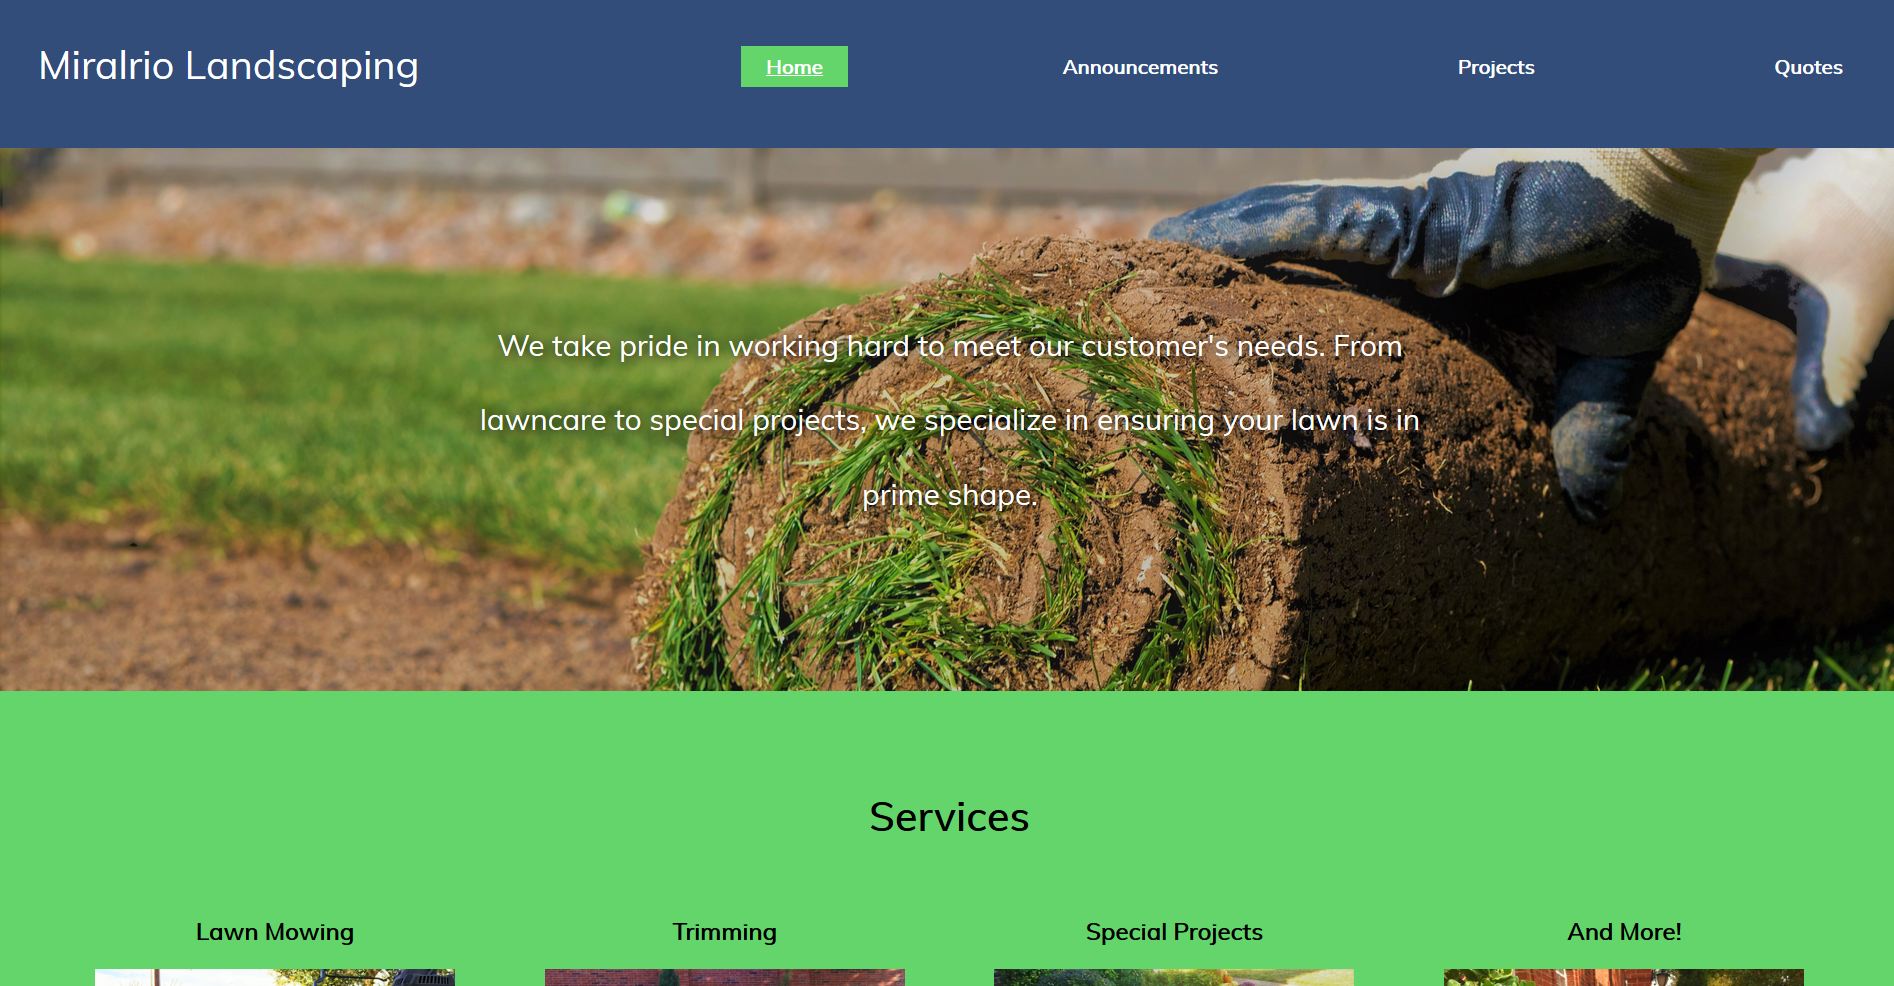 Miralrio Landscaping
Home
Announcements
Projects
Quotes
We take pride in working hard to meet our customer's needs. From
lawncare to special projects, we specialize in ensuring your lawn is in
prime shape.
Services
Lawn Mowing
Trimming
Special Projects
And More!